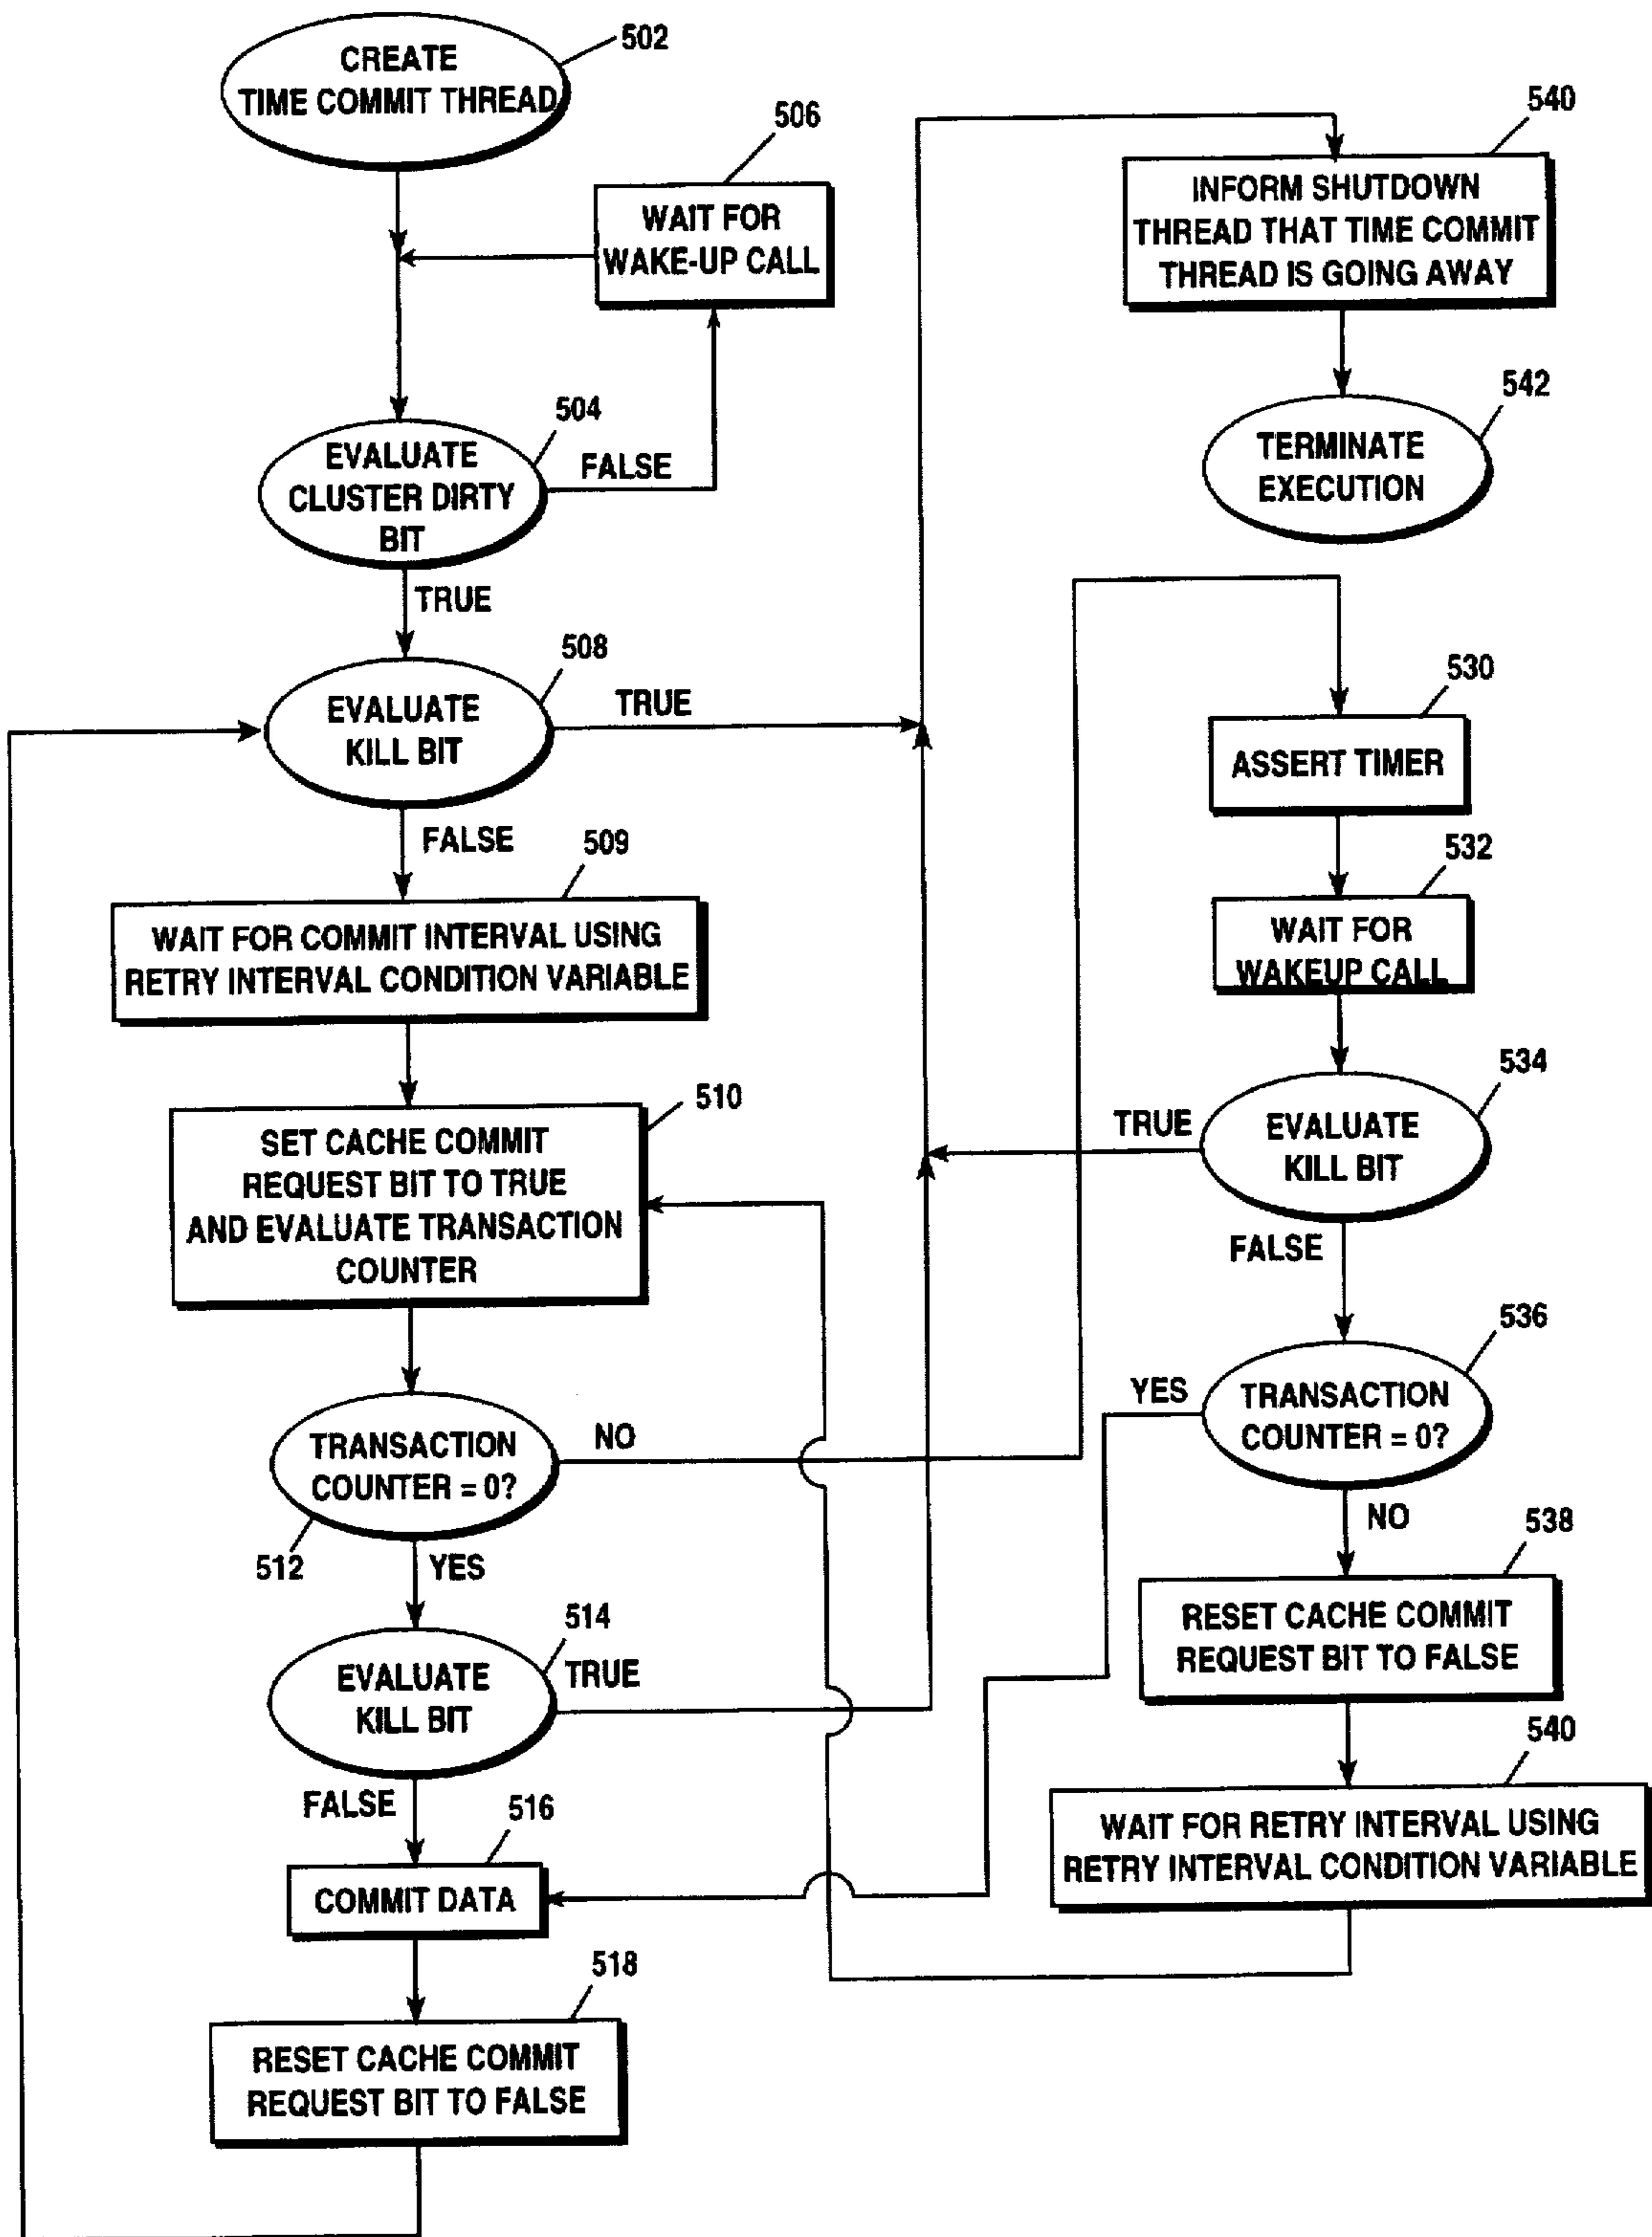 CREATE
TIME COMMIT THREAD
502
506
WAIT FOR
WAKE-UP CALL
504
EVALUATE
CLUSTER DIRTY
BIT
FALSE
TRUE
508
EVALUATE
KILL BIT
TRUE
FALSE
509
WAIT FOR COMMIT INTERVAL USING
RETRY INTERVAL CONDITION VARIABLE
510
SET CACHE COMMIT
REQUEST BIT TO TRUE
AND EVALUATE TRANSACTION
COUNTER
TRANSACTION
COUNTER = 0?
NO
512
YES
514
EVALUATE
KILL BIT
TRUE
FALSE
516
COMMIT DATA
518
RESET CACHE COMMIT
REQUEST BIT TO FALSE
540
INFORM SHUTDOWN
THREAD THAT TIME COMMIT
THREAD IS GOING AWAY
542
TERMINATE
EXECUTION
530
ASSERT TIMER
532
WAIT FOR
WAKEUP CALL
534
TRUE
EVALUATE
KILL BIT
FALSE
536
YES
TRANSACTION
COUNTER = 0?
NO
538
RESET CACHE COMMIT
REQUEST BIT TO FALSE
540
WAIT FOR RETRY INTERVAL USING
RETRY INTERVAL CONDITION VARIABLE